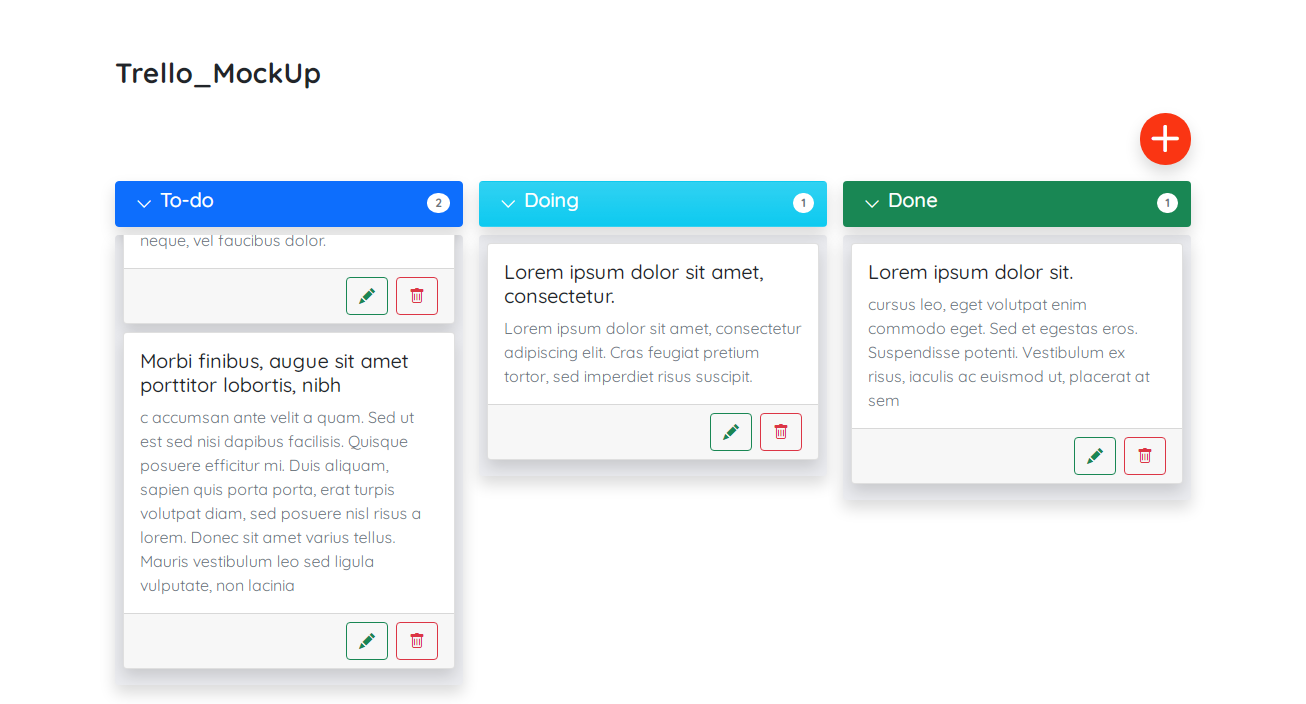 Trello_MockUp
To-do
2
neque, vel faucibus dolor.
Morbi finibus, augue sit amet
porttitor lobortis, nibh
c accumsan ante velit a quam. Sed ut
est sed nisi dapibus facilisis. Quisque
posuere efficitur mi. Duis aliquam,
sapien quis porta porta, erat turpis
volutpat diam, sed posuere nisl risus a
lorem. Donec sit amet varius tellus.
Mauris vestibulum leo sed ligula
vulputate, non lacinia
Doing
1
Lorem ipsum dolor sit amet,
consectetur.
Lorem ipsum dolor sit amet, consectetur
adipiscing elit. Cras feugiat pretium
tortor, sed imperdiet risus suscipit.
Done
1
Lorem ipsum dolor sit.
cursus leo, eget volutpat enim
commodo eget. Sed et egestas eros.
Suspendisse potenti. Vestibulum ex
risus, iaculis ac euismod ut, placerat at
sem